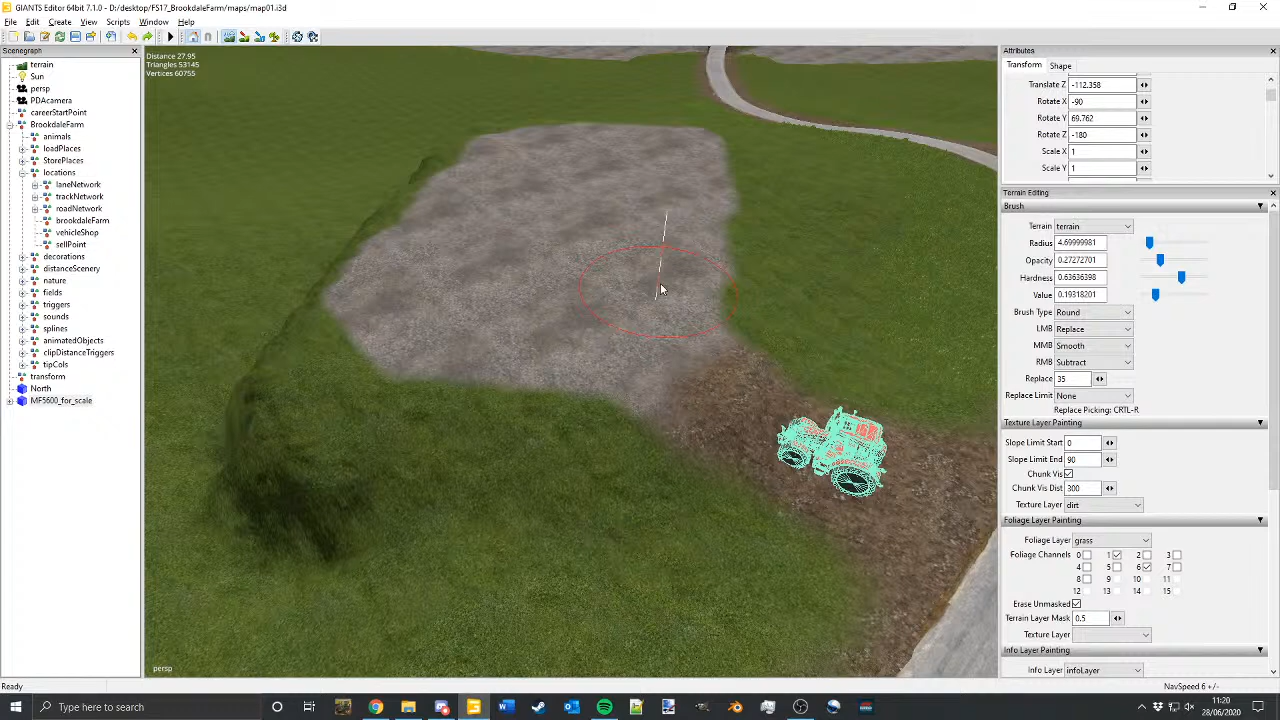 GIANTS Editor 64bit 7.1.0 - D:/desktop/FS17_BrookdaleFarm/maps/map01.i3d
File Edit Create View Scripts Window Help
Scenegraph
terrain
Sun
persp
PDAcamera
careerStartPoint
BrookdaleFarm
animals
loadPlaces
StorePlaces
locations
laneNetwork
trackNetwork
roadNetwork
brookdaleFarm
vehicleShop
sellPoint
decorations
distanceScenery
nature
fields
triggers
sounds
splines
animatedObjects
clipDistanceTriggers
tipCols
transform
North
MF5600_for_scale
Distance 27.95
Triangles 53145
Vertices 60755
persp
Attributes
Transform Shape
Translate Z -112.358
Rotate X -90
Rotate Y 69.762
Rotate Z -180
Scale X 1
Scale Y 1
Terrain Editing
Brush
Terrain terrain
Radius 4.69999981
Opacity 0.27272701
Hardness 0.63636398
Value 0.19318201
Brush Type Round
LMB Replace
MMB Smooth
RMB Subtract
Replace 35
Replace Limit None
Replace Picking: CRTL-R
Texture Layer Painting
Slope Limit Start 0
Slope Limit End 90
Chunk Vis
Chunk Vis Dist 300
Texture Layer dirt
Foliage Layer Painting
Foliage Layer grass
Foliage Channels 0 1 2 3
4 5 6 7
8 9 10 11
12 13 14 15
Erase Unmasked
Terrain Layer Mask 0.5
Texture Layer
Info Layer Painting
Info Layer infoLayer
Ready
NavSpeed 6 +/-
Type here to search
11:20
28/06/2020